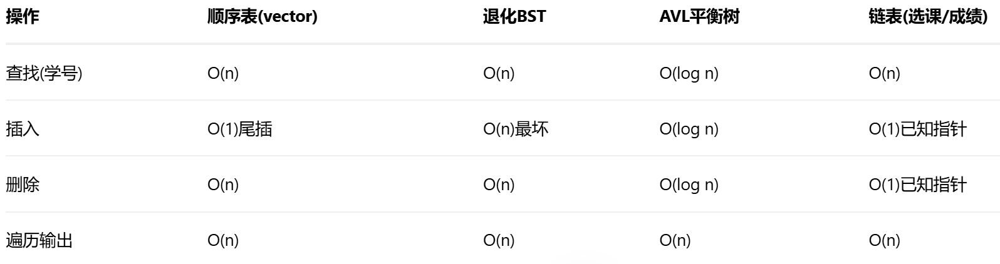 操作 顺序表(vector) 退化BST AVL平衡树 链表(选课/成绩)
查找(学号) O(n) O(n) O(log n) O(n)
插入 O(1)尾插 O(n)最坏 O(log n) O(1)已知指针
删除 O(n) O(n) O(log n) O(1)已知指针
遍历输出 O(n) O(n) O(n) O(n)